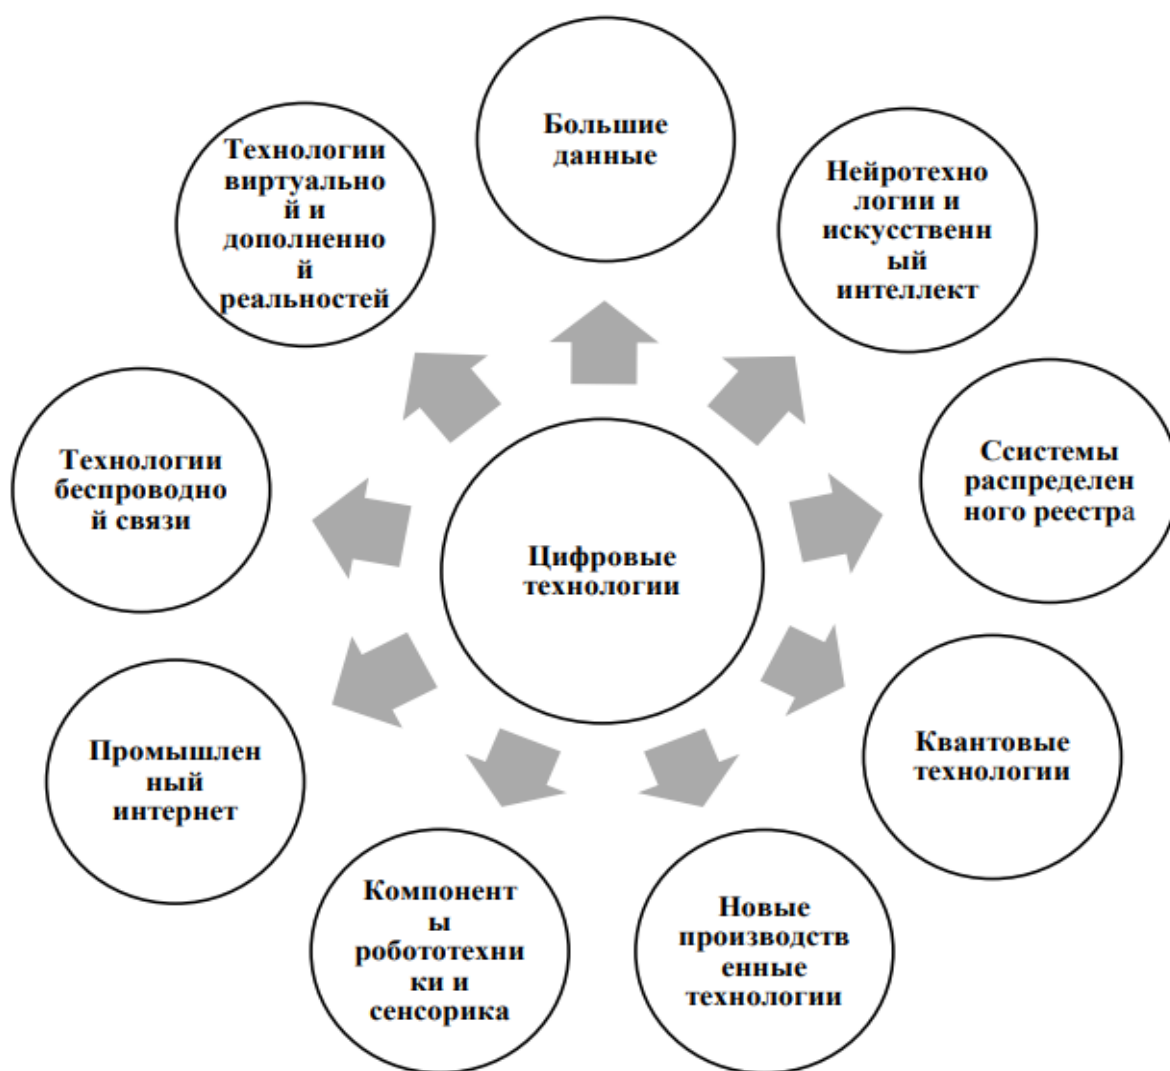 Большие
данные
Нейротехно
логии и
искусственн
ый
интеллект
Ссистемы
распределен
ного реестра
Квантовые
технологии
Новые
производств
енные
технологии
Компонент
ы
робототехни
ки и
сенсорика
Промышлен
ный
интернет
Технологии
беспроводно
й связи
Технологии
виртуально
й и
дополненно
й
реальностей
Цифровые
технологии